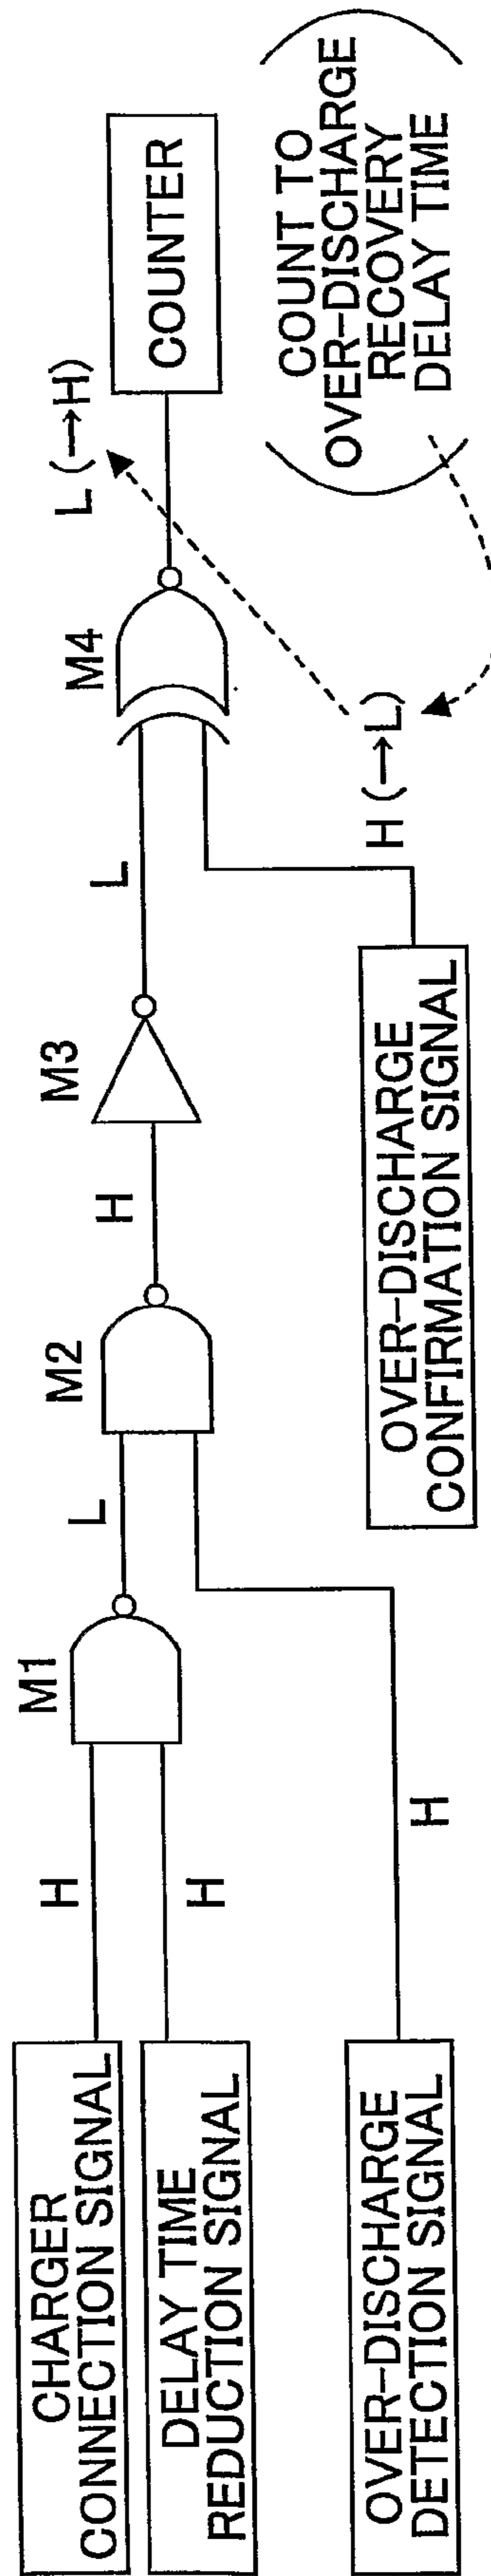 CHARGER
CONNECTION SIGNAL
DELAY TIME
REDUCTION SIGNAL
OVER-DISCHARGE
DETECTION SIGNAL
H
H
H
M1
L
M2
H
M3
L
OVER-DISCHARGE
CONFIRMATION SIGNAL
H (→L)
M4
L (→H)
COUNTER
COUNT TO
OVER-DISCHARGE
RECOVERY
DELAY TIME